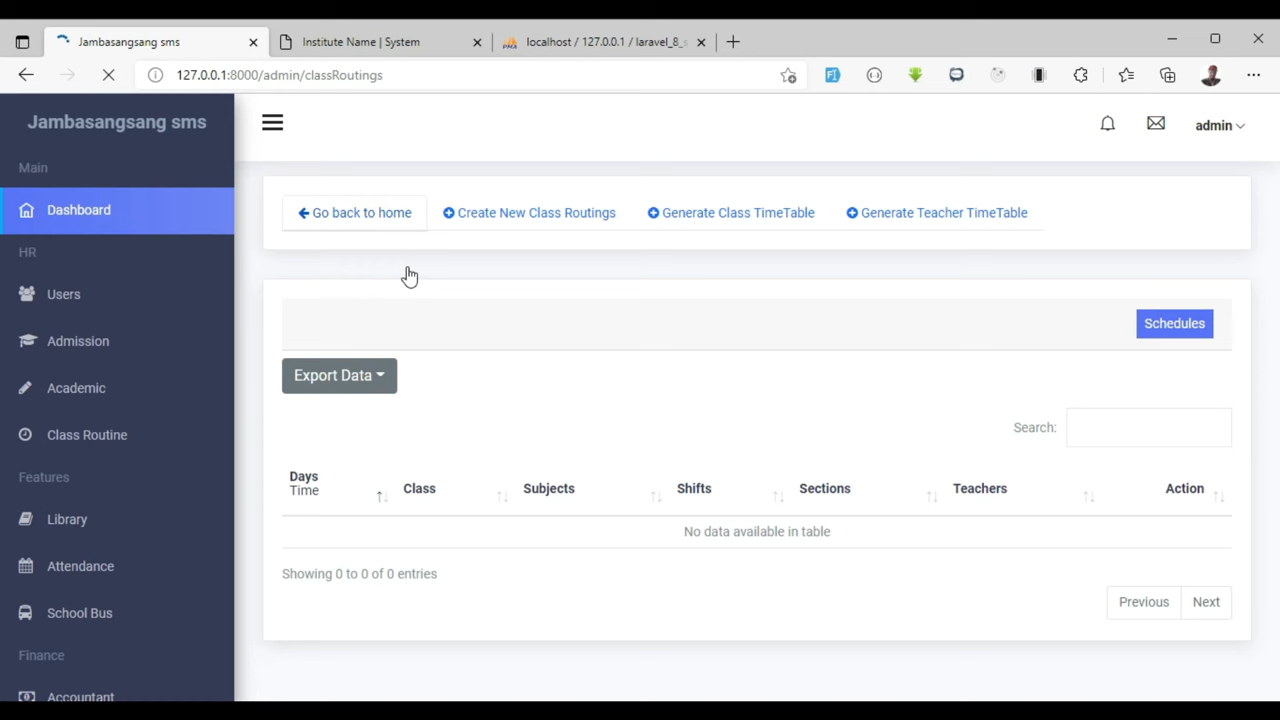 Jambasangsang sms
Institute Name | System
localhost / 127.0.0.1 / laravel_8_s
127.0.0.1:8000/admin/classRoutings
Jambasangsang sms
admin
Main
Dashboard
Go back to home
Create New Class Routings
Generate Class TimeTable
Generate Teacher TimeTable
HR
Users
Schedules
Admission
Export Data
Academic
Search:
Class Routine
Features
Days
Time
Class
Subjects
Shifts
Sections
Teachers
Action
Library
No data available in table
Attendance
Showing 0 to 0 of 0 entries
Previous
Next
School Bus
Finance
Accountant